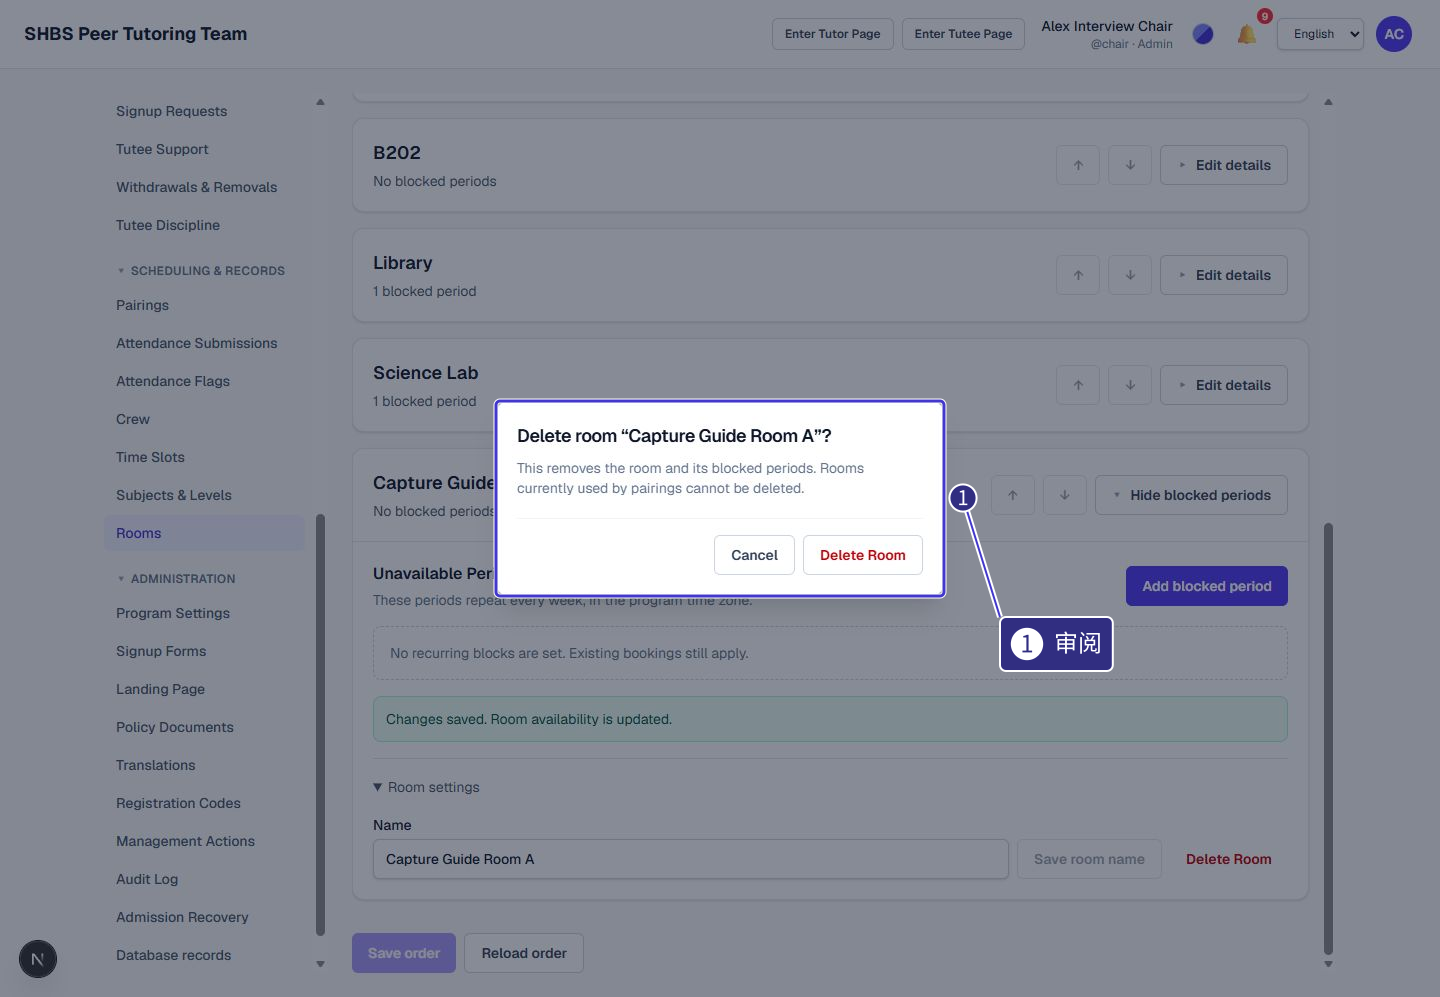 SHBS Peer Tutoring Team
Enter Tutor Page
Enter Tutee Page
Alex Interview Chair
@chair · Admin
9
English
AC
Signup Requests
Tutee Support
Withdrawals & Removals
Tutee Discipline
SCHEDULING & RECORDS
Pairings
Attendance Submissions
Attendance Flags
Crew
Time Slots
Subjects & Levels
Rooms
ADMINISTRATION
Program Settings
Signup Forms
Landing Page
Policy Documents
Translations
Registration Codes
Management Actions
Audit Log
Admission Recovery
Database records
N
B202
No blocked periods
Edit details
Library
1 blocked period
Edit details
Science Lab
1 blocked period
Edit details
Capture Guide
No blocked periods
Hide blocked periods
Delete room “Capture Guide Room A”?
This removes the room and its blocked periods. Rooms
currently used by pairings cannot be deleted.
Cancel
Delete Room
1
1 审阅
Unavailable Per
These periods repeat every week, in the program time zone.
Add blocked period
No recurring blocks are set. Existing bookings still apply.
Changes saved. Room availability is updated.
Room settings
Name
Capture Guide Room A
Save room name
Delete Room
Save order
Reload order